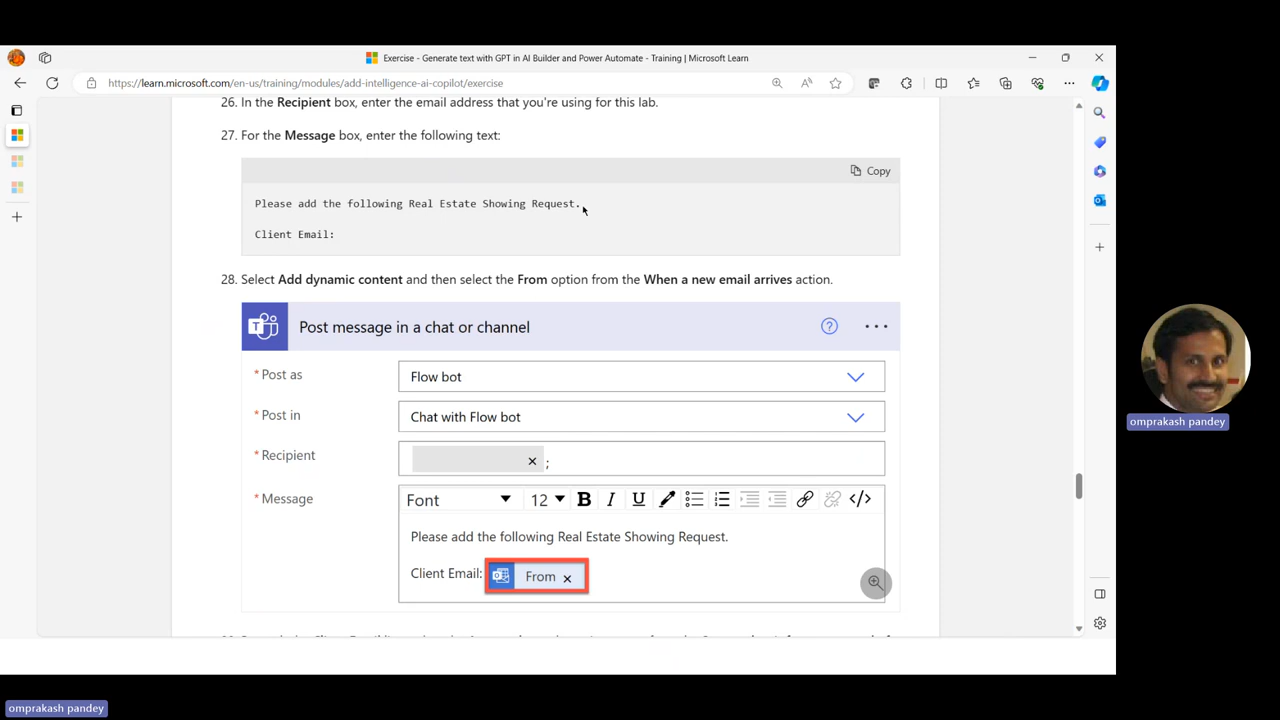 Exercise - Generate text with GPT in AI Builder and Power Automate - Training | Microsoft Learn
https://learn.microsoft.com/en-us/training/modules/add-intelligence-ai-copilot/exercise
26. In the Recipient box, enter the email address that you're using for this lab.
27. For the Message box, enter the following text:
Copy
Please add the following Real Estate Showing Request.
Client Email:
28. Select Add dynamic content and then select the From option from the When a new email arrives action.
Post message in a chat or channel
* Post as
Flow bot
* Post in
Chat with Flow bot
* Recipient
;
* Message
Font 12 B I U </>
Please add the following Real Estate Showing Request.
Client Email: From
omprakash pandey
omprakash pandey